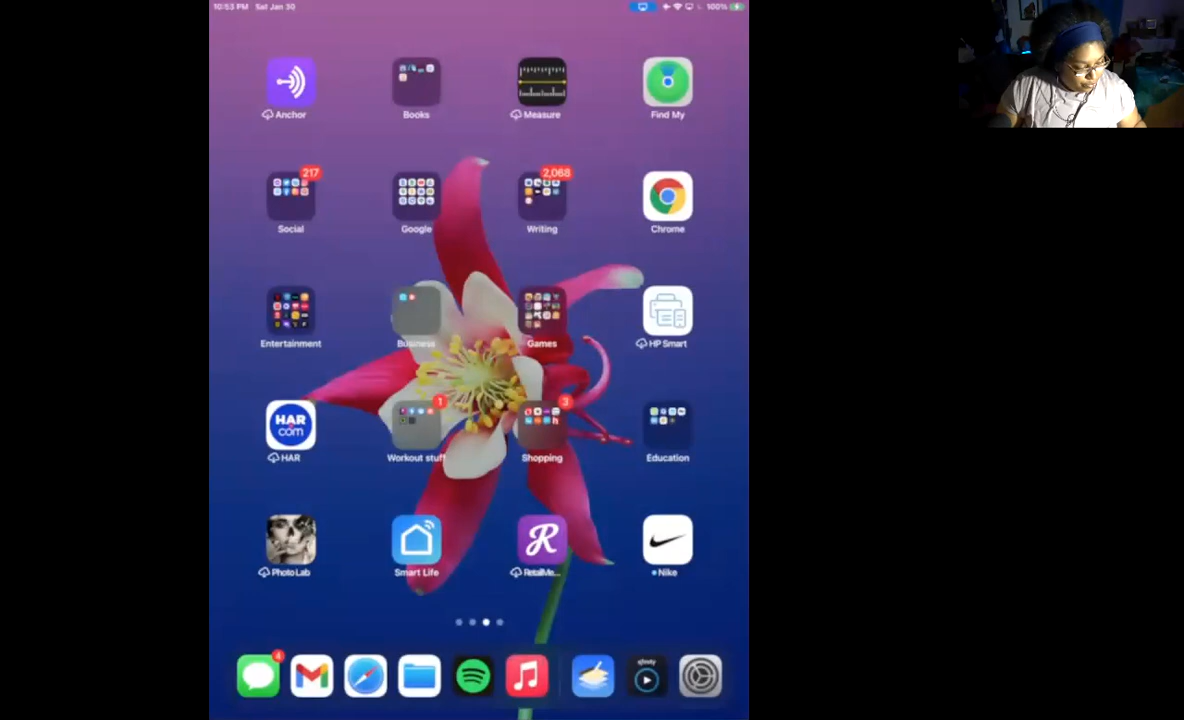 10:53 PM Sat Jan 30 100%
Anchor Books Measure Find My
217 2,068
Social Google Writing Chrome
Entertainment Business Games HP Smart
HAR
com
1 3
HAR Workout stuff Shopping Education
R
Photo Lab Smart Life RetailMe... Nike
4
xfinity